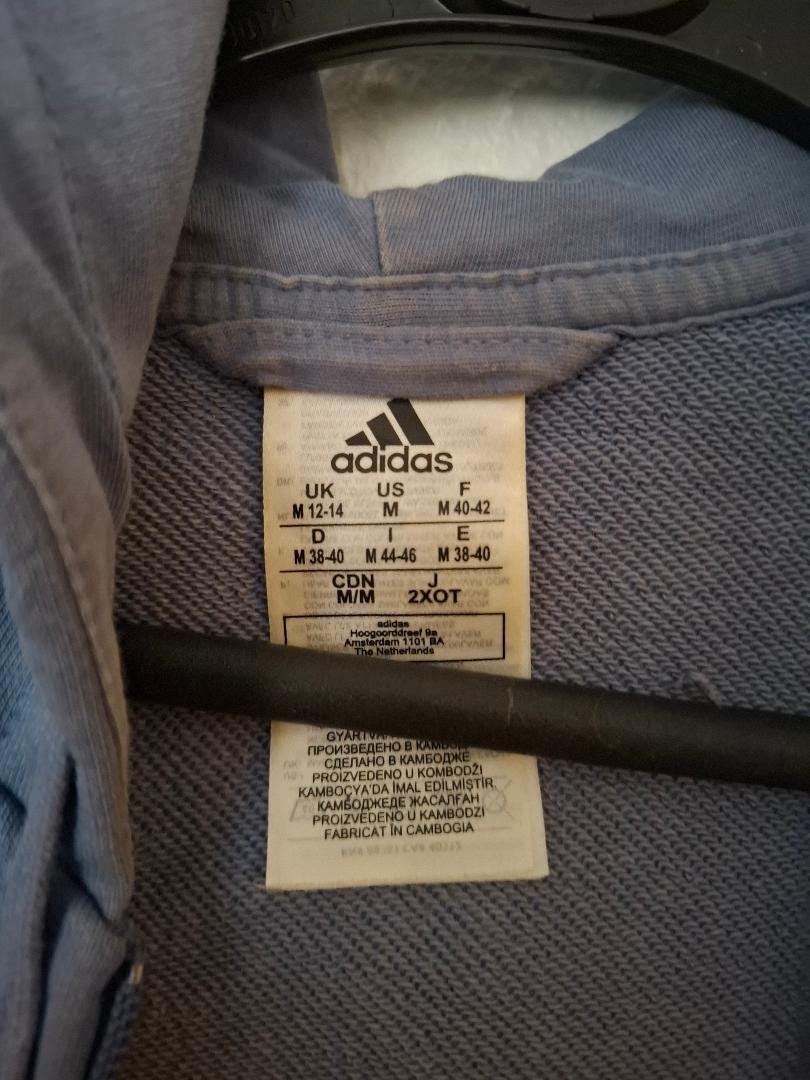 adidas
UK US F
M 12-14 M M 40-42
D I E
M 38-40 M 44-46 M 38-40
CDN J
M/M 2XOT
adidas
Hoogoorddreef 9a
Amsterdam 1101 BA
The Netherlands
ПРОИЗВЕДЕНО В
СДЕЛАНО В КАМБОДЖЕ
PROIZVEDENO U KOMBODŽI
KAMBOÇYA'DA İMAL EDİLMİŞTİR.
КАМБОДЖЕДЕ ЖАСАЛҒАН
PROIZVEDENO U KAMBODZI
FABRICAT ÎN CAMBOGIA